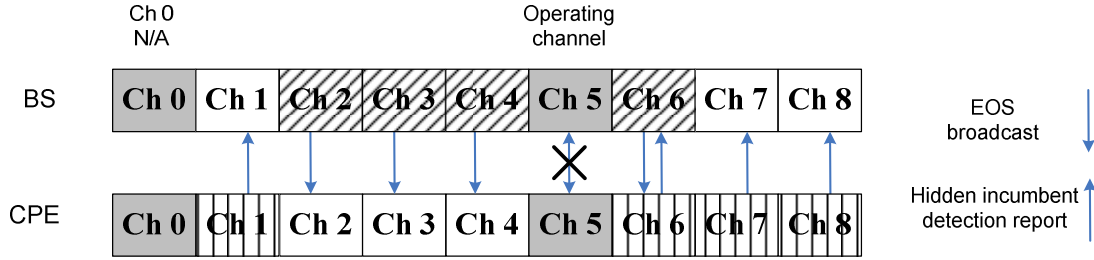 Ch 0
N/A
Operating
channel
BS
Ch 0 Ch 1 Ch 2 Ch 3 Ch 4 Ch 5 Ch 6 Ch 7 Ch 8
EOS
broadcast
CPE
Ch 0 Ch 1 Ch 2 Ch 3 Ch 4 Ch 5 Ch 6 Ch 7 Ch 8
Hidden incumbent
detection report